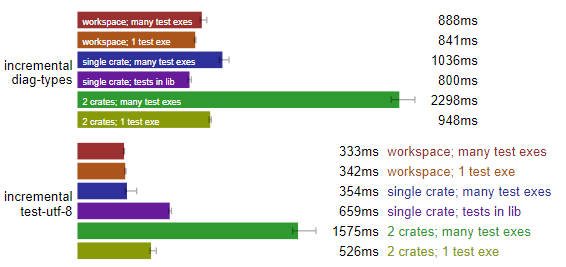 workspace; many test exes 888ms
workspace; 1 test exe 841ms
incremental
diag-types
single crate; many test exes 1036ms
single crate; tests in lib 800ms
2 crates; many test exes 2298ms
2 crates; 1 test exe 948ms
333ms workspace; many test exes
342ms workspace; 1 test exe
incremental
test-utf-8
354ms single crate; many test exes
659ms single crate; tests in lib
1575ms 2 crates; many test exes
526ms 2 crates; 1 test exe